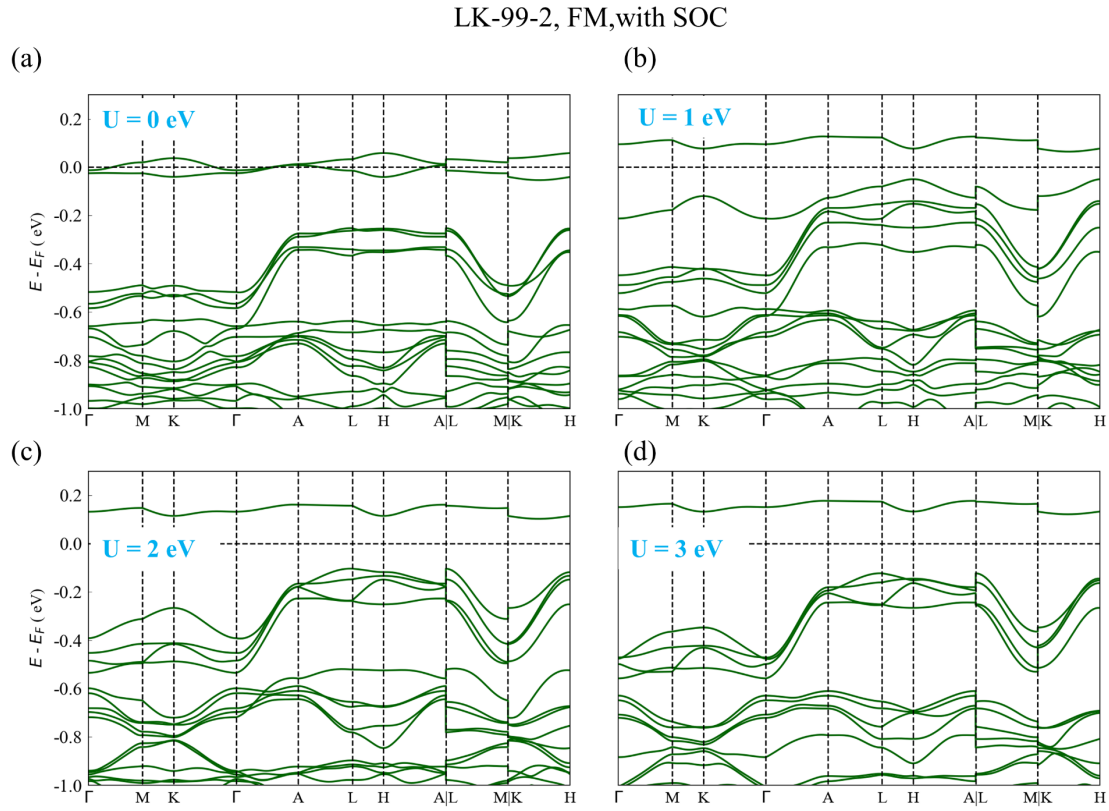 LK-99-2, FM,with SOC
(a)
(b)
U = 0 eV
U = 1 eV
0.2
0.0
-0.2
-0.4
-0.6
-0.8
-1.0
E - E_F ( eV)
Γ M K Γ A L H A|L M|K H
Γ M K Γ A L H A|L M|K H
(c)
(d)
U = 2 eV
U = 3 eV
0.2
0.0
-0.2
-0.4
-0.6
-0.8
-1.0
E - E_F ( eV)
Γ M K Γ A L H A|L M|K H
Γ M K Γ A L H A|L M|K H